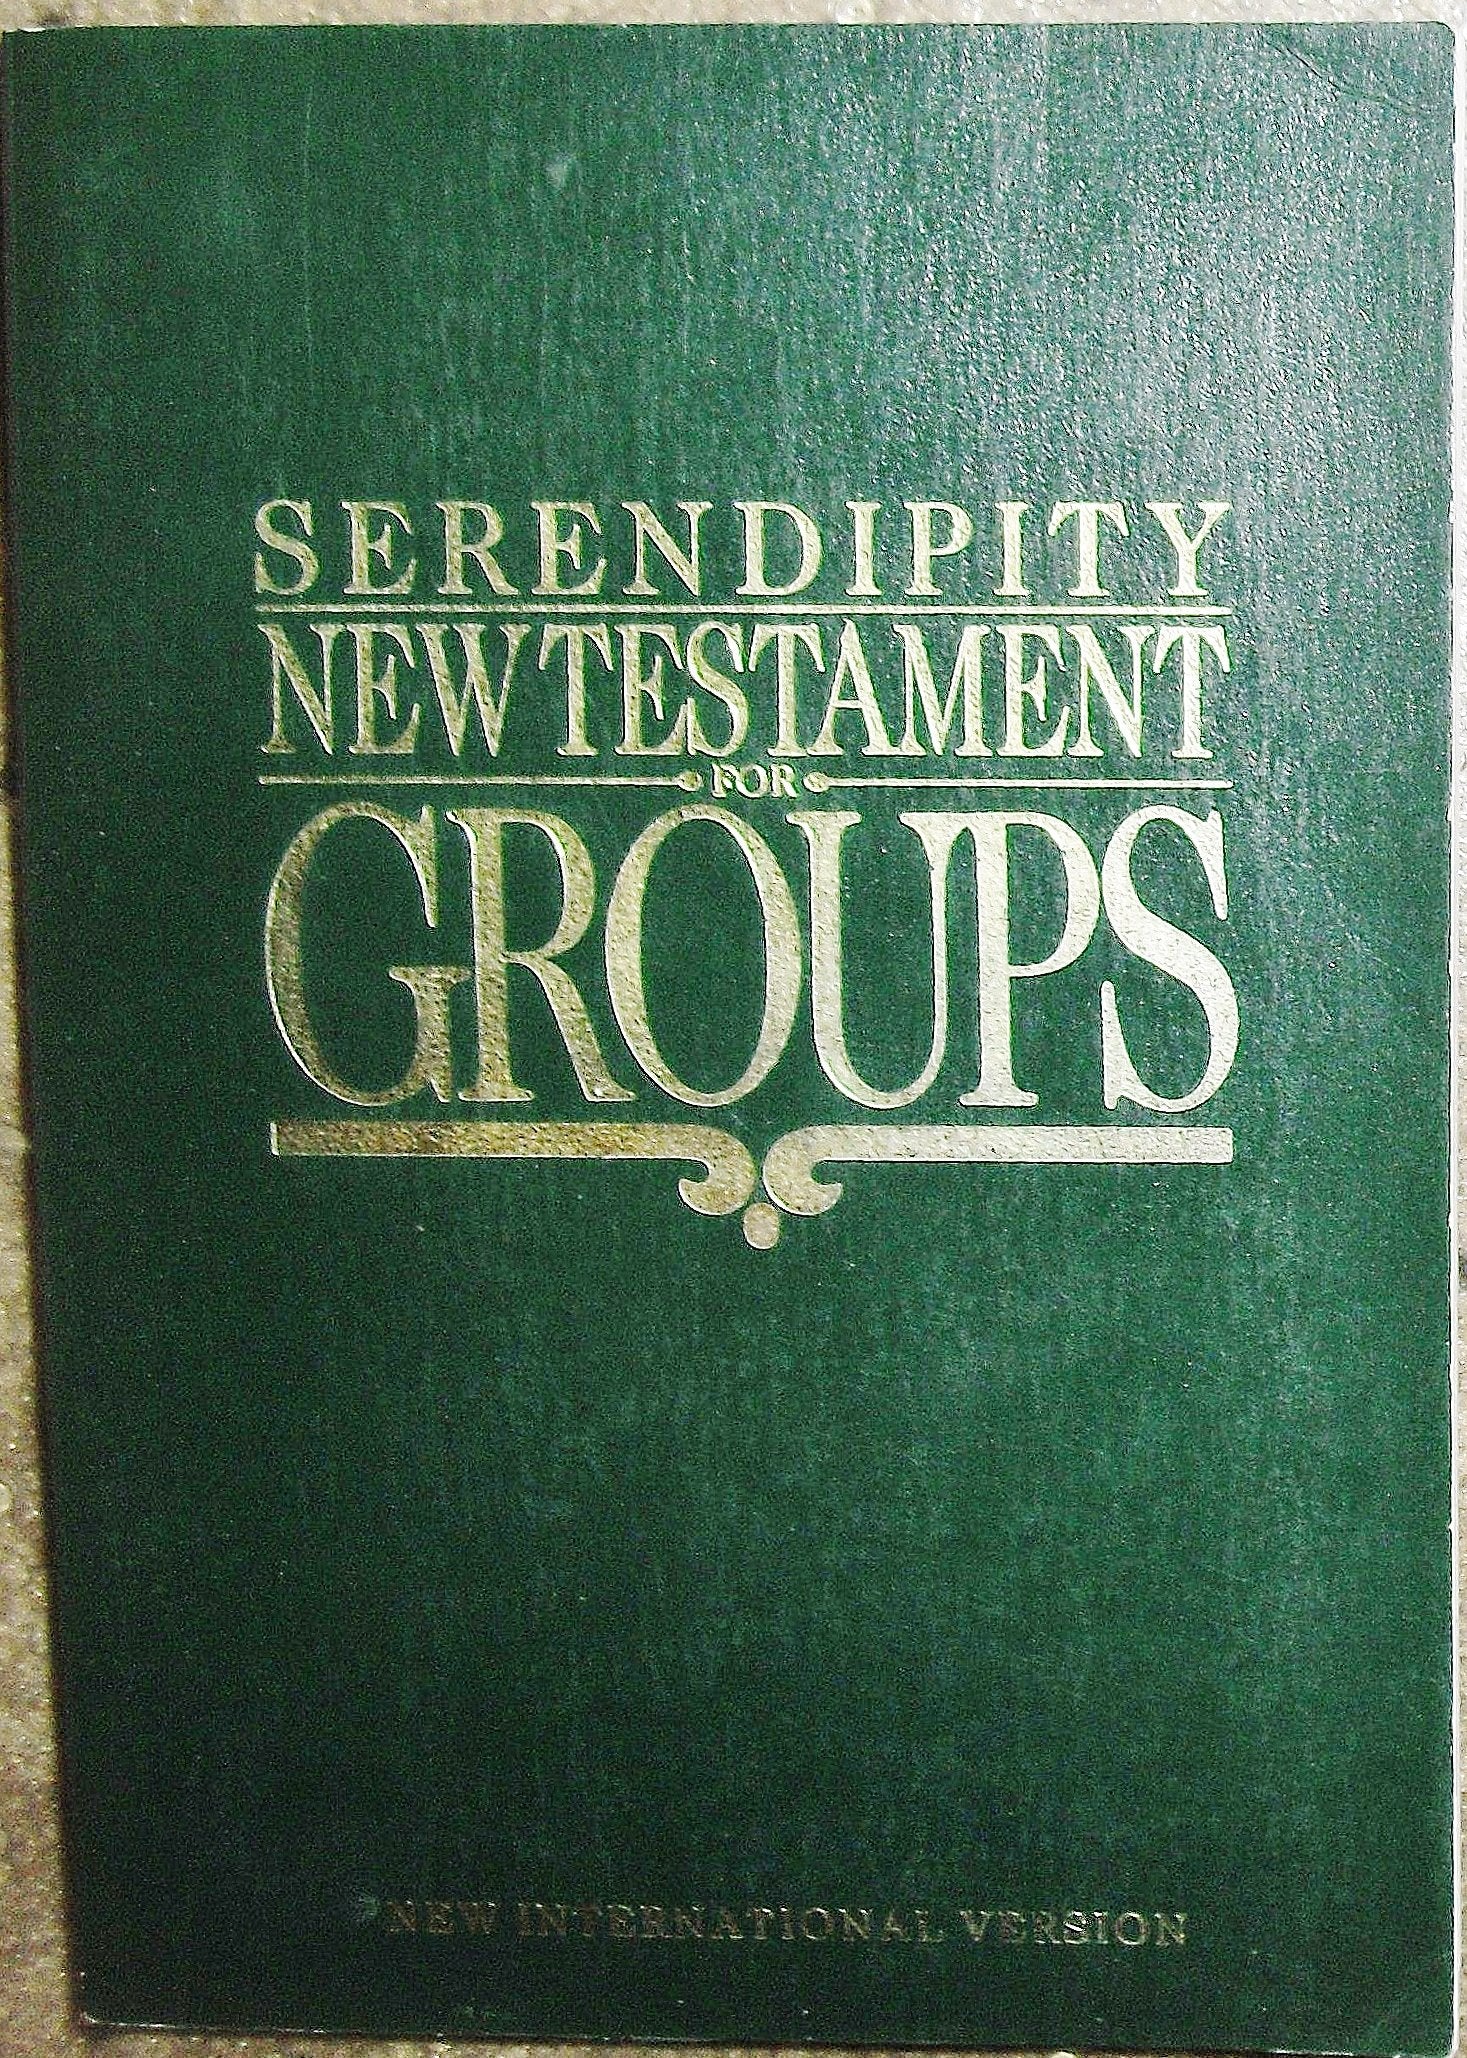 SERENDIPITY
NEW TESTAMENT
FOR
GROUPS
NEW INTERNATIONAL VERSION